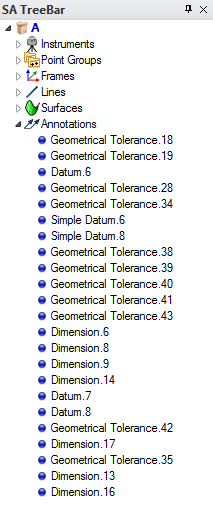 SA TreeBar
A
Instruments
Point Groups
Frames
Lines
Surfaces
Annotations
Geometrical Tolerance.18
Geometrical Tolerance.19
Datum.6
Geometrical Tolerance.28
Geometrical Tolerance.34
Simple Datum.6
Simple Datum.8
Geometrical Tolerance.38
Geometrical Tolerance.39
Geometrical Tolerance.40
Geometrical Tolerance.41
Geometrical Tolerance.43
Dimension.6
Dimension.8
Dimension.9
Dimension.14
Datum.7
Datum.8
Geometrical Tolerance.42
Dimension.17
Geometrical Tolerance.35
Dimension.13
Dimension.16